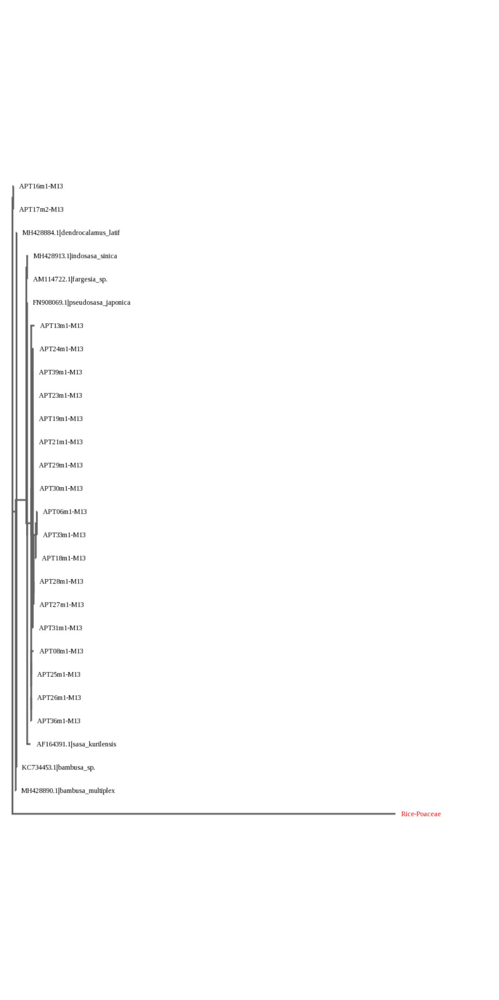 APT16m1-M13
APT17m2-M13
MH428884.1|dendrocalamus_latif
MH428913.1|indosasa_sinica
AM114722.1|fargesia_sp.
FN908069.1|pseudosasa_japonica
APT13m1-M13
APT24m1-M13
APT39m1-M13
APT23m1-M13
APT19m1-M13
APT21m1-M13
APT29m1-M13
APT30m1-M13
APT06m1-M13
APT33m1-M13
APT18m1-M13
APT28m1-M13
APT27m1-M13
APT31m1-M13
APT08m1-M13
APT25m1-M13
APT26m1-M13
APT36m1-M13
AF164391.1|sasa_kurilensis
KC734453.1|bambusa_sp.
MH428890.1|bambusa_multiplex
Rice-Poaceae